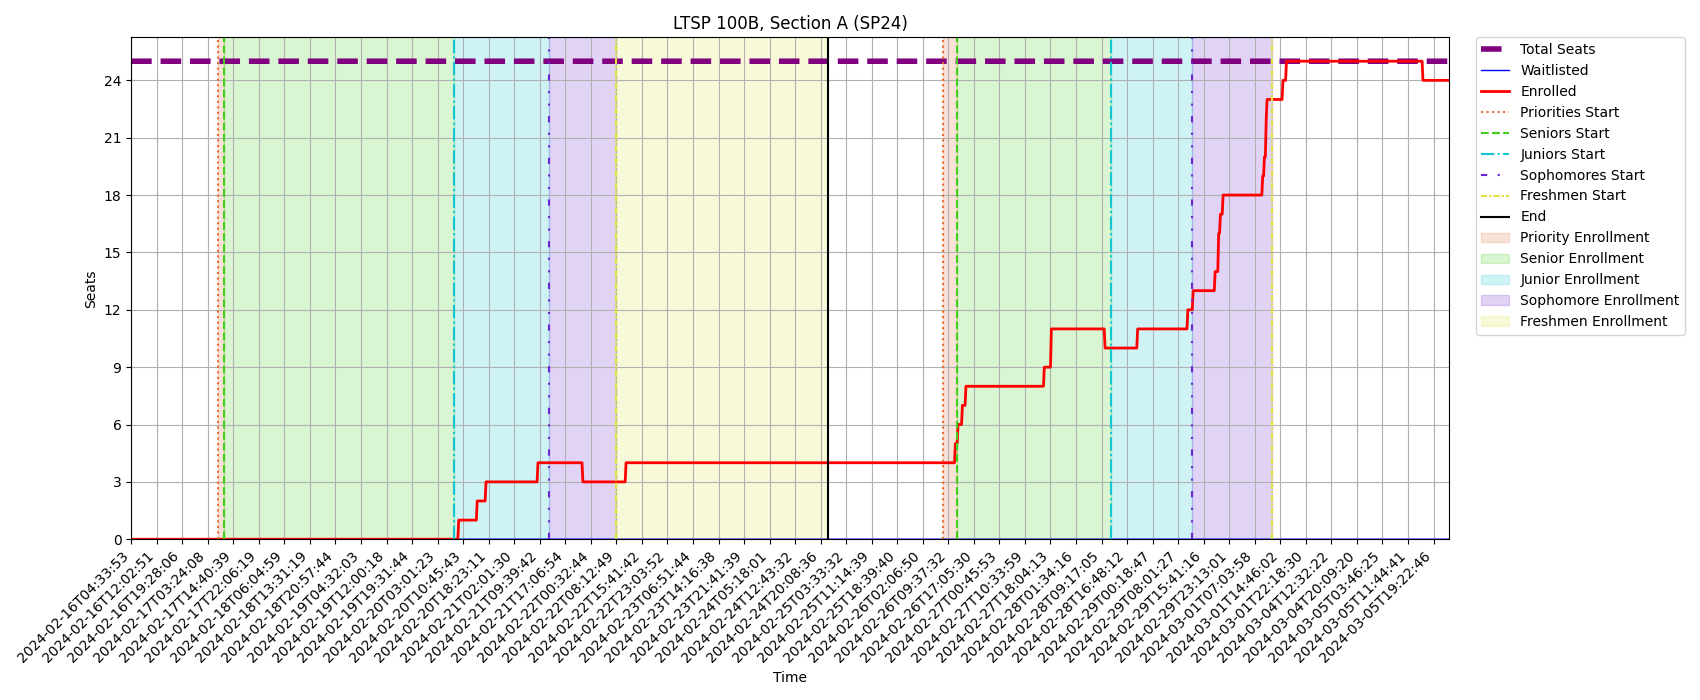 LTSP 100B, Section A (SP24)
Total Seats
Waitlisted
Enrolled
Priorities Start
Seniors Start
Juniors Start
Sophomores Start
Freshmen Start
End
Priority Enrollment
Senior Enrollment
Junior Enrollment
Sophomore Enrollment
Freshmen Enrollment
Seats
24
21
18
15
12
9
6
3
0
2024-02-16T04:33:53
2024-02-16T12:02:51
2024-02-16T19:28:06
2024-02-17T03:24:08
2024-02-17T14:40:39
2024-02-17T22:06:19
2024-02-18T06:04:59
2024-02-18T13:31:19
2024-02-18T20:57:44
2024-02-19T04:32:03
2024-02-19T12:00:18
2024-02-19T19:31:44
2024-02-20T03:01:23
2024-02-20T10:45:43
2024-02-20T18:23:11
2024-02-21T02:01:30
2024-02-21T09:39:42
2024-02-21T17:06:54
2024-02-22T00:32:44
2024-02-22T08:12:49
2024-02-22T15:41:42
2024-02-22T23:03:52
2024-02-23T06:51:44
2024-02-23T14:16:38
2024-02-23T21:41:39
2024-02-24T05:18:01
2024-02-24T12:43:32
2024-02-24T20:08:36
2024-02-25T03:33:32
2024-02-25T11:14:39
2024-02-25T18:39:40
2024-02-26T02:06:50
2024-02-26T09:37:32
2024-02-26T17:05:30
2024-02-27T00:45:53
2024-02-27T10:33:59
2024-02-27T18:04:13
2024-02-28T01:34:16
2024-02-28T09:17:05
2024-02-28T16:48:12
2024-02-29T00:18:47
2024-02-29T08:01:27
2024-02-29T15:41:16
2024-02-29T23:13:01
2024-03-01T07:03:58
2024-03-01T14:46:02
2024-03-01T22:18:30
2024-03-04T12:32:22
2024-03-04T20:09:20
2024-03-05T03:46:25
2024-03-05T11:44:41
2024-03-05T19:22:46
Time